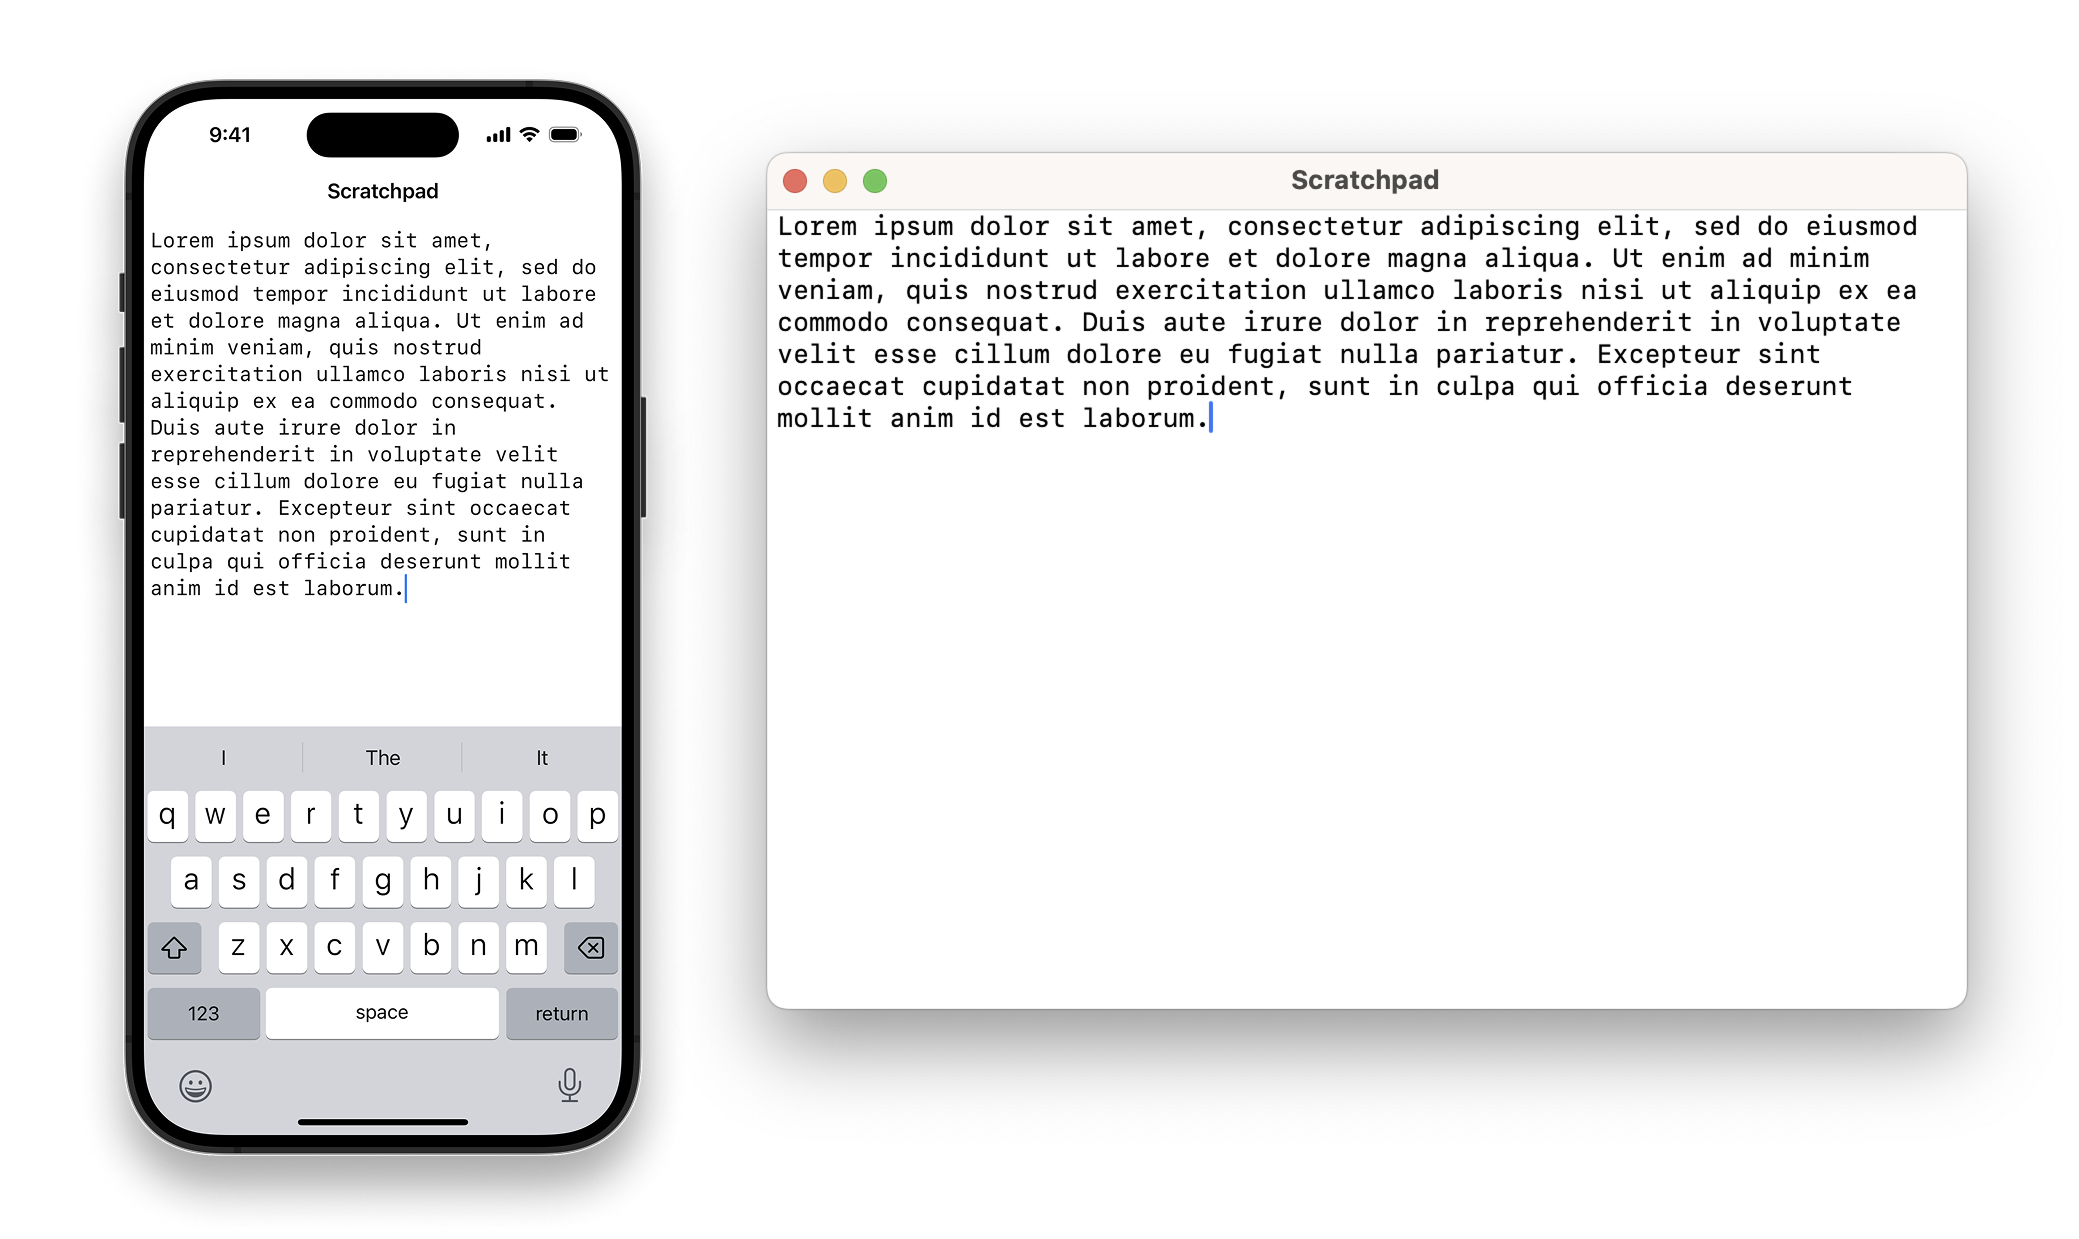 9:41
Scratchpad
Lorem ipsum dolor sit amet,
consectetur adipiscing elit, sed do
eiusmod tempor incididunt ut labore
et dolore magna aliqua. Ut enim ad
minim veniam, quis nostrud
exercitation ullamco laboris nisi ut
aliquip ex ea commodo consequat.
Duis aute irure dolor in
reprehenderit in voluptate velit
esse cillum dolore eu fugiat nulla
pariatur. Excepteur sint occaecat
cupidatat non proident, sunt in
culpa qui officia deserunt mollit
anim id est laborum.
I The It
q w e r t y u i o p
a s d f g h j k l
z x c v b n m
123 space return
Scratchpad
Lorem ipsum dolor sit amet, consectetur adipiscing elit, sed do eiusmod
tempor incididunt ut labore et dolore magna aliqua. Ut enim ad minim
veniam, quis nostrud exercitation ullamco laboris nisi ut aliquip ex ea
commodo consequat. Duis aute irure dolor in reprehenderit in voluptate
velit esse cillum dolore eu fugiat nulla pariatur. Excepteur sint
occaecat cupidatat non proident, sunt in culpa qui officia deserunt
mollit anim id est laborum.